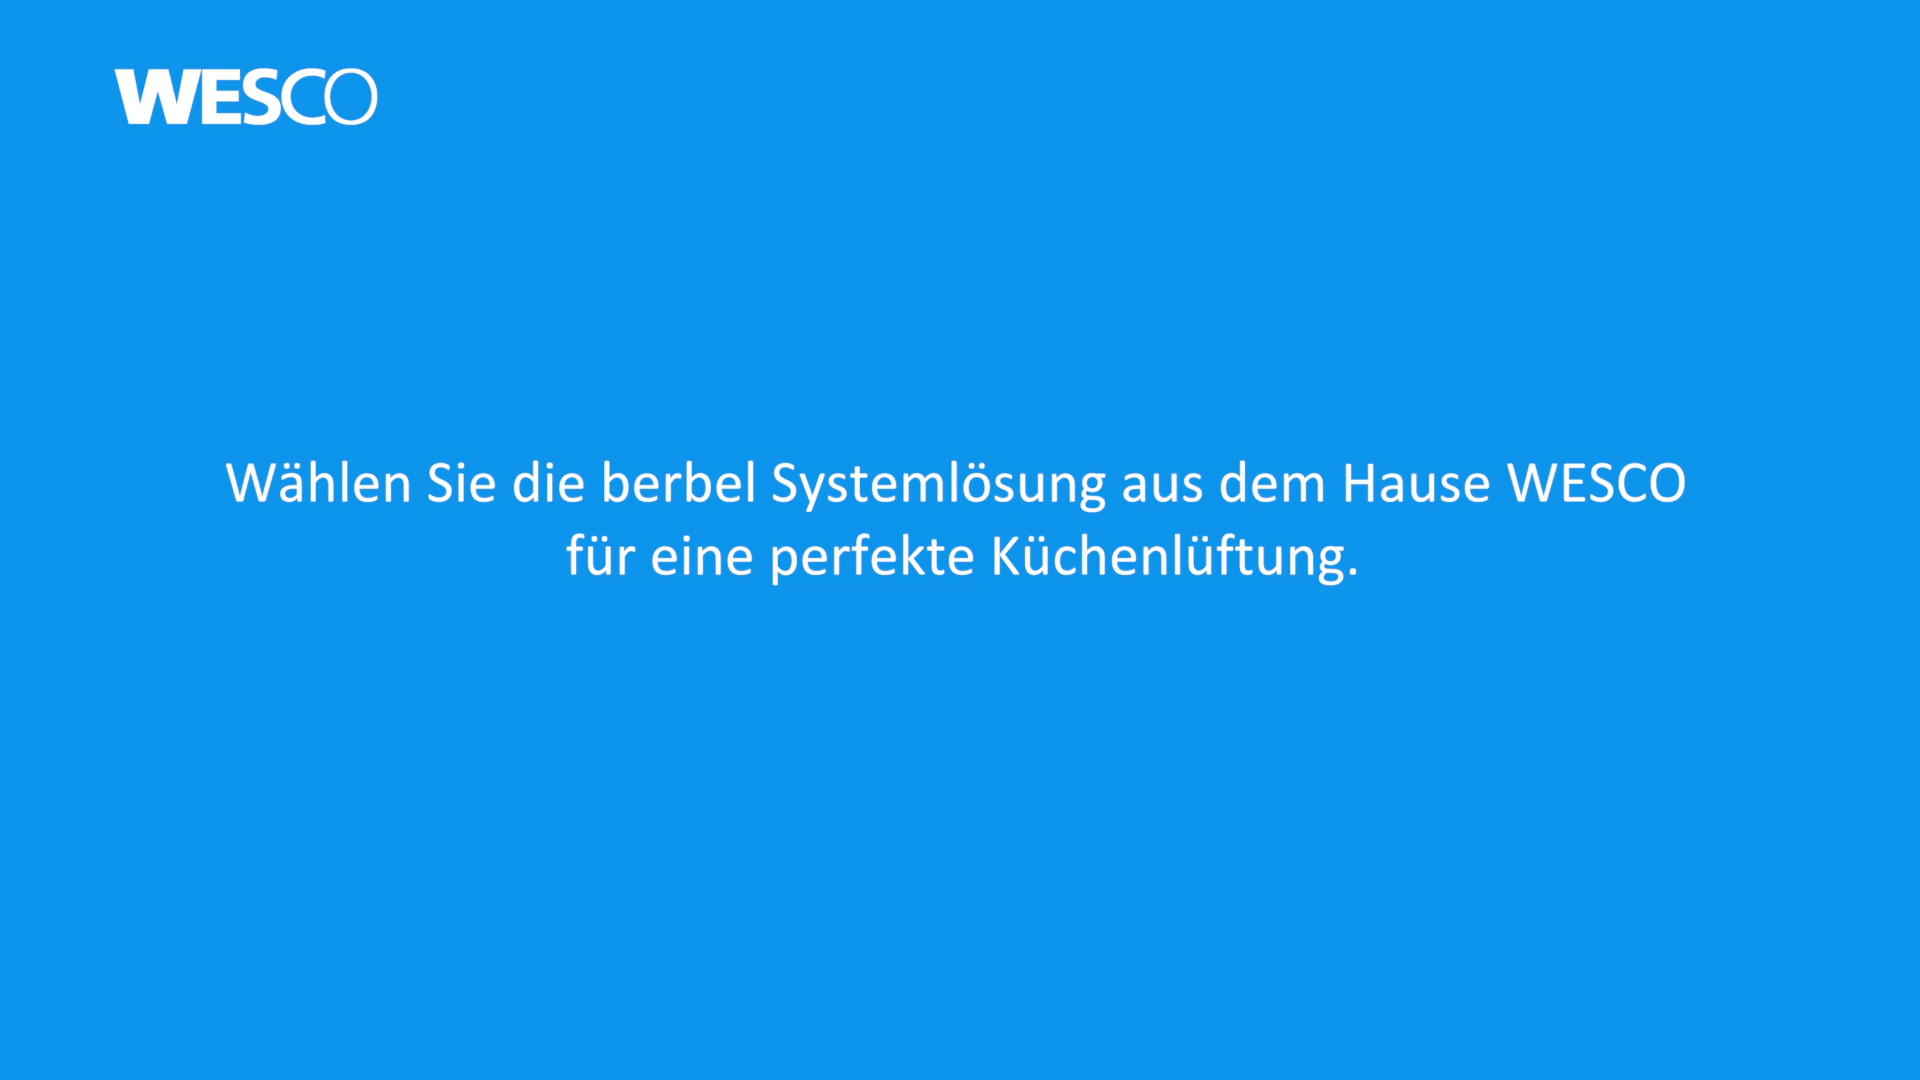 WESCO
Wählen Sie die berbel Systemlösung aus dem Hause WESCO
für eine perfekte Küchenlüftung.